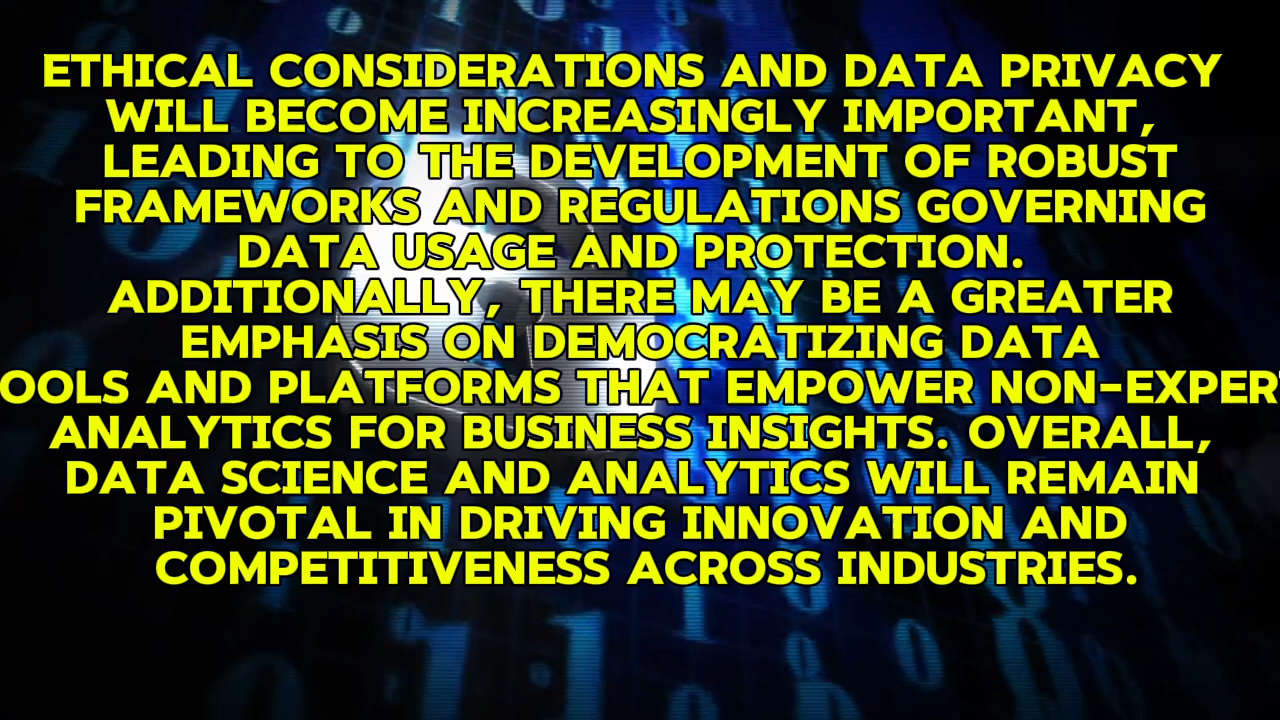 ETHICAL CONSIDERATIONS AND DATA PRIVACY
WILL BECOME INCREASINGLY IMPORTANT,
LEADING TO THE DEVELOPMENT OF ROBUST
FRAMEWORKS AND REGULATIONS GOVERNING
DATA USAGE AND PROTECTION.
ADDITIONALLY, THERE MAY BE A GREATER
EMPHASIS ON DEMOCRATIZING DATA
OOLS AND PLATFORMS THAT EMPOWER NON-EXPER
ANALYTICS FOR BUSINESS INSIGHTS. OVERALL,
DATA SCIENCE AND ANALYTICS WILL REMAIN
PIVOTAL IN DRIVING INNOVATION AND
COMPETITIVENESS ACROSS INDUSTRIES.